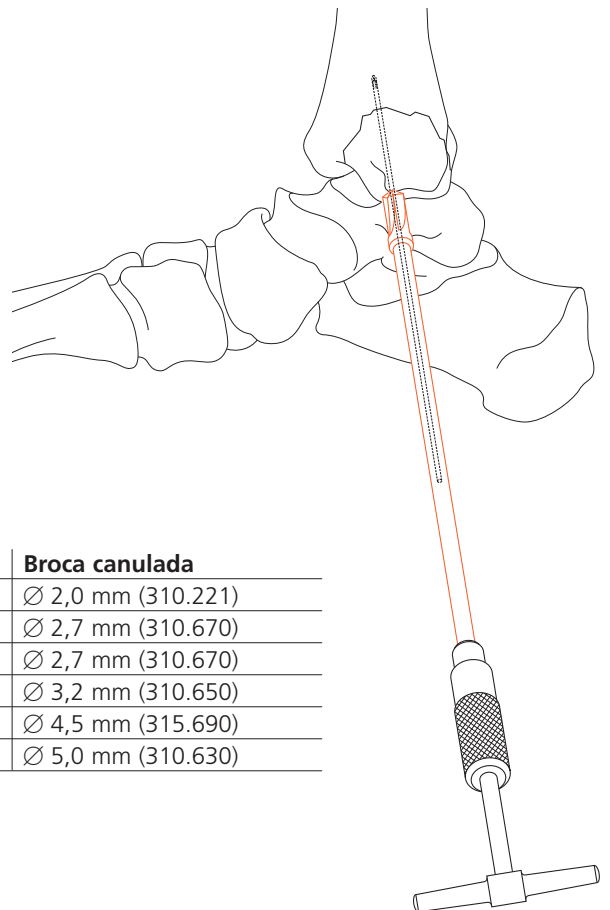 Broca canulada
∅ 2,0 mm (310.221)
∅ 2,7 mm (310.670)
∅ 2,7 mm (310.670)
∅ 3,2 mm (310.650)
∅ 4,5 mm (315.690)
∅ 5,0 mm (310.630)